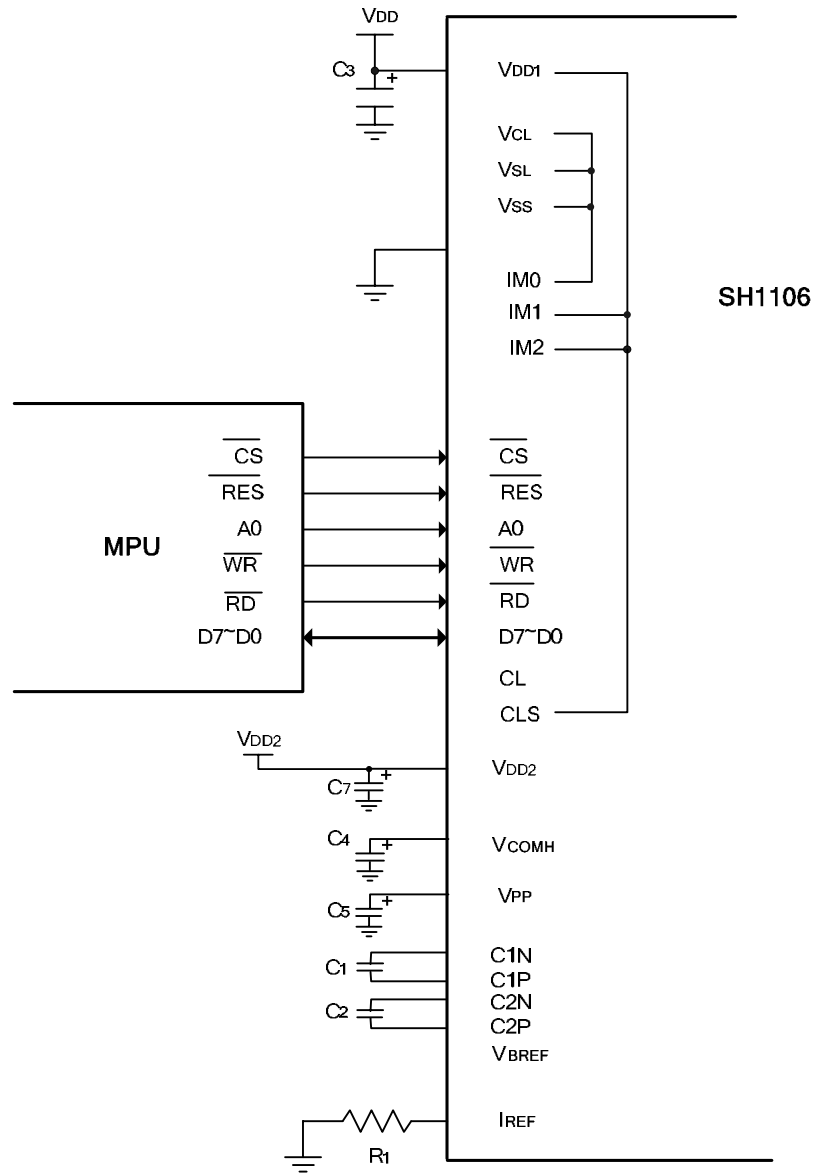 VDD
C3
+
VDD1
VCL
VSL
VSS
IM0
IM1
IM2
SH1106
MPU
CS
RES
A0
WR
RD
D7~D0
CS
RES
A0
WR
RD
D7~D0
CL
CLS
VDD2
C7
+
VDD2
C4
+
VCOMH
C5
+
VPP
C1
C1N
C1P
C2
C2N
C2P
VBREF
IREF
R1